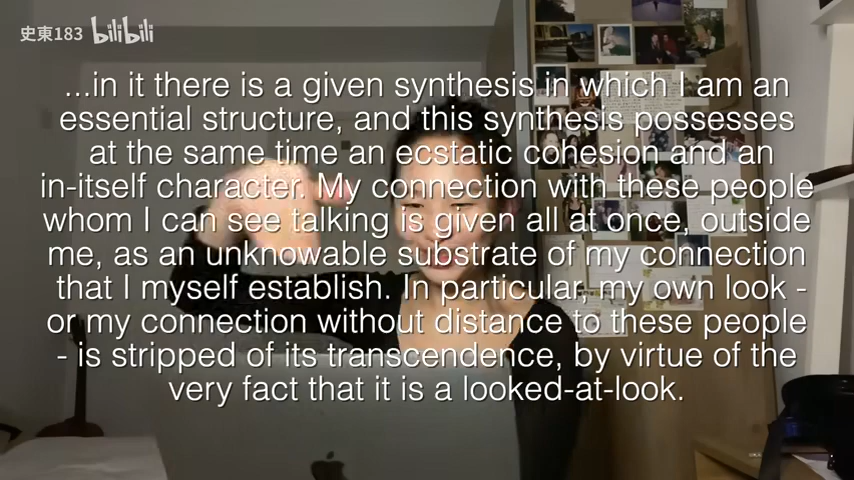 史東183 bilibili
...in it there is a given synthesis in which I am an
essential structure, and this synthesis possesses
at the same time an ecstatic cohesion and an
in-itself character. My connection with these people
whom I can see talking is given all at once, outside
me, as an unknowable substrate of my connection
that I myself establish. In particular, my own look -
or my connection without distance to these people
- is stripped of its transcendence, by virtue of the
very fact that it is a looked-at-look.